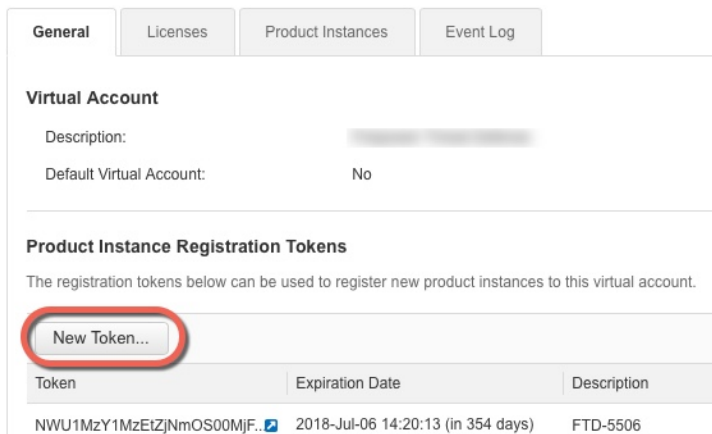 General Licenses Product Instances Event Log
Virtual Account
Description:
Default Virtual Account: No
Product Instance Registration Tokens
The registration tokens below can be used to register new product instances to this virtual account.
New Token...
Token Expiration Date Description
NWU1MzY1MzEtZjNmOS00MjF... 2018-Jul-06 14:20:13 (in 354 days) FTD-5506